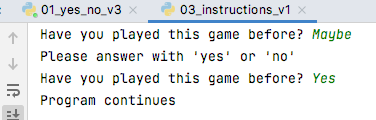 01_yes_no_v3
03_instructions_v1
Have you played this game before? Maybe
Please answer with 'yes' or 'no'
Have you played this game before? Yes
Program continues